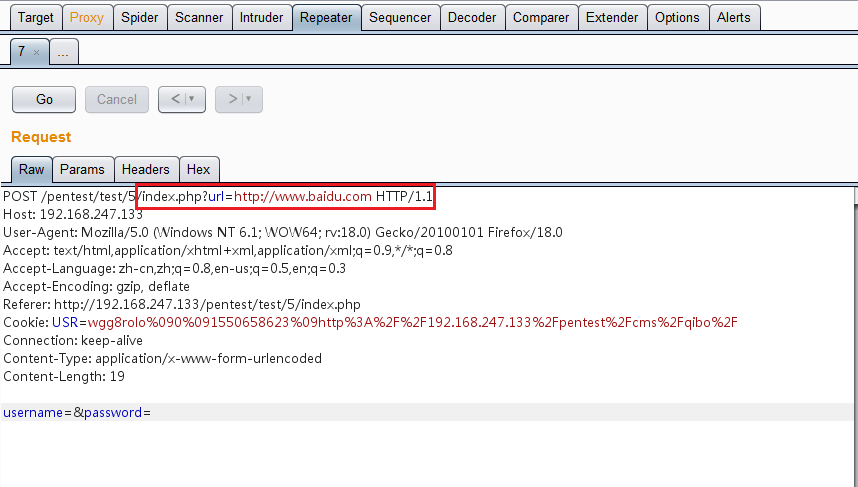 Target Proxy Spider Scanner Intruder Repeater Sequencer Decoder Comparer Extender Options Alerts
7 × ...
Go Cancel < | ▾ > | ▾
Request
Raw Params Headers Hex
POST /pentest/test/5/index.php?url=http://www.baidu.com HTTP/1.1
Host: 192.168.247.133
User-Agent: Mozilla/5.0 (Windows NT 6.1; WOW64; rv:18.0) Gecko/20100101 Firefox/18.0
Accept: text/html,application/xhtml+xml,application/xml;q=0.9,*/*;q=0.8
Accept-Language: zh-cn,zh;q=0.8,en-us;q=0.5,en;q=0.3
Accept-Encoding: gzip, deflate
Referer: http://192.168.247.133/pentest/test/5/index.php
Cookie: USR=wgg8rolo%090%091550658623%09http%3A%2F%2F192.168.247.133%2Fpentest%2Fcms%2Fqibo%2F
Connection: keep-alive
Content-Type: application/x-www-form-urlencoded
Content-Length: 19
username=&password=